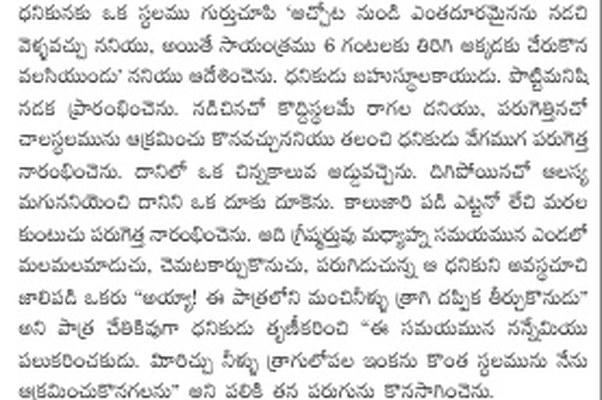 ధనికునకు ఒక స్థలము గుర్తుచూపి ‘అచ్చోట నుండి ఎంతదూరమైనను నడచి
వెళ్ళవచ్చు ననియు, అయితే సాయంత్రము 6 గంటలకు తిరిగి అక్కడకు చేరుకొన
వలసియుండు’ ననియు ఆదేశించెను. ధనికుడు బహుస్థూలకాయుడు. పొట్టిమనిషి
నడక ప్రారంభించెను. నడిచినచో కొద్దిస్థలమే రాగల దనియు, పరుగెత్తినచో
చాలస్థలమును ఆక్రమించు కొనవచ్చుననియు తలంచి ధనికుడు వేగముగ పరుగెత్త
నారంభించెను. దానిలో ఒక చిన్నకాలువ అడ్డువచ్చెను. దిగిపోయినచో ఆలస్య
మగుననియెంచి దానిని ఒక దూకు దూకెను. కాలుజారి పడి ఎట్టనో లేచి మరల
కుంటుచు పరుగెత్త నారంభించెను. అది గ్రీష్మర్తువు మధ్యాహ్న సమయమున ఎండలో
మలమలమాడుచు, చెమటకార్చుకొనుచు, పరుగిడుచున్న ఆ ధనికుని అవస్థచూచి
జాలిపడి ఒకరు “అయ్యా! ఈ పాత్రలోని మంచినీళ్ళు త్రాగి దప్పిక తీర్చుకొనుడు”
అని పాత్ర చేతికివ్వగా ధనికుడు తృణీకరించి “ఈ సమయమున నన్నేమియు
పలుకరించకుడు. మీరిచ్చు నీళ్ళు త్రాగులోపల ఇంకను కొంత స్థలమును నేను
ఆక్రమించుకొనగలను” అని పలికి తన పరుగును కొనసాగించెను.